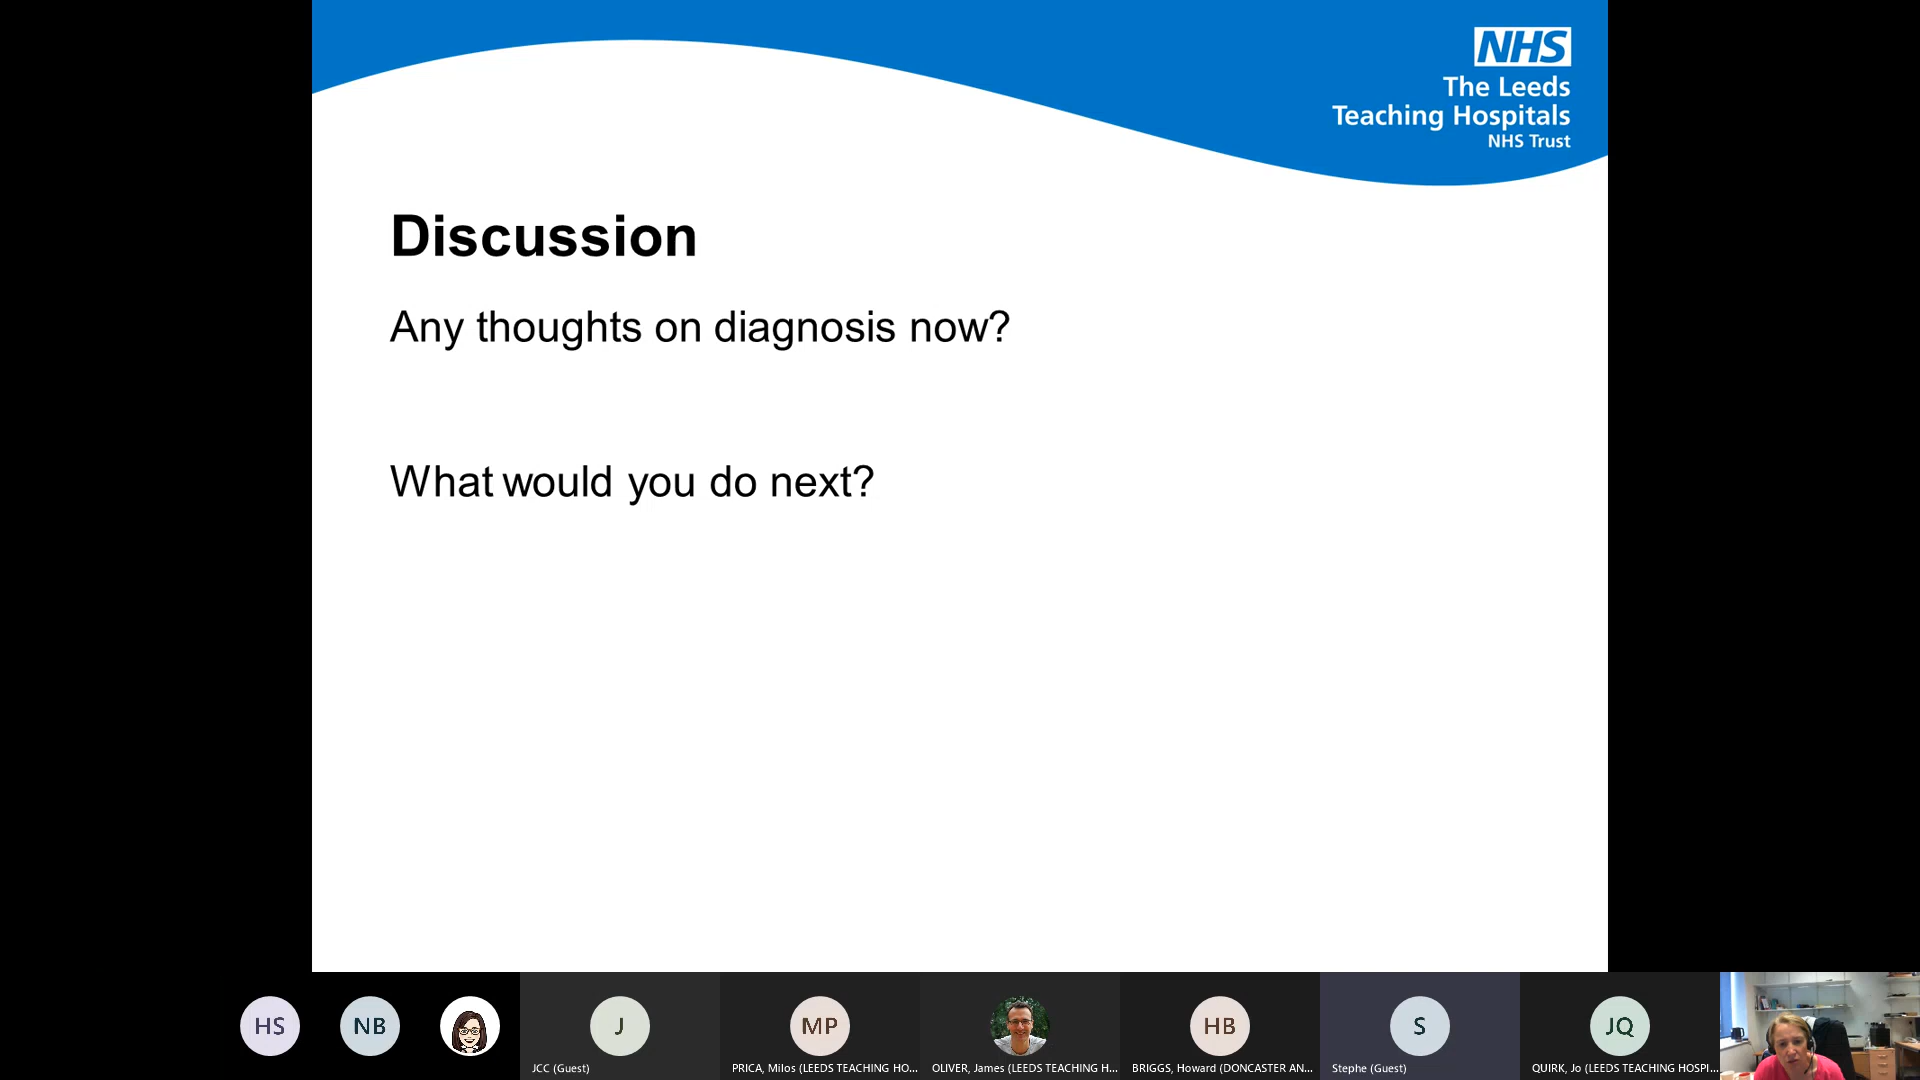 NHS
The Leeds
Teaching Hospitals
NHS Trust
Discussion
Any thoughts on diagnosis now?
What would you do next?
HS
NB
J
MP
HB
S
JQ
JCC (Guest)
PRICA, Milos (LEEDS TEACHING HO...
OLIVER, James (LEEDS TEACHING H...
BRIGGS, Howard (DONCASTER AN...
Stephe (Guest)
QUIRK, Jo (LEEDS TEACHING HOSPI...